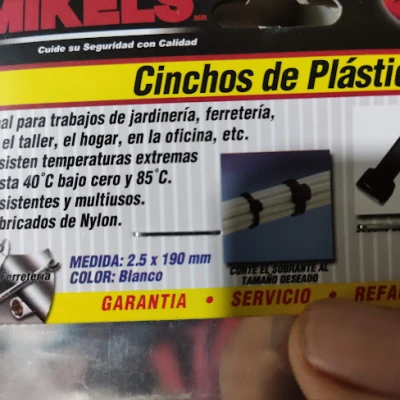 MIKELS MR
Cuide su Seguridad con Calidad
Cinchos de Plásti
al para trabajos de jardinería, ferretería,
el taller, el hogar, en la oficina, etc.
sisten temperaturas extremas
sta 40°C bajo cero y 85°C.
sistentes y multiusos.
bricados de Nylon.
MEDIDA: 2.5 x 190 mm
COLOR: Blanco
Ferretería
CORTE EL SOBRANTE AL
TAMAÑO DESEADO
GARANTIA • SERVICIO • REFA